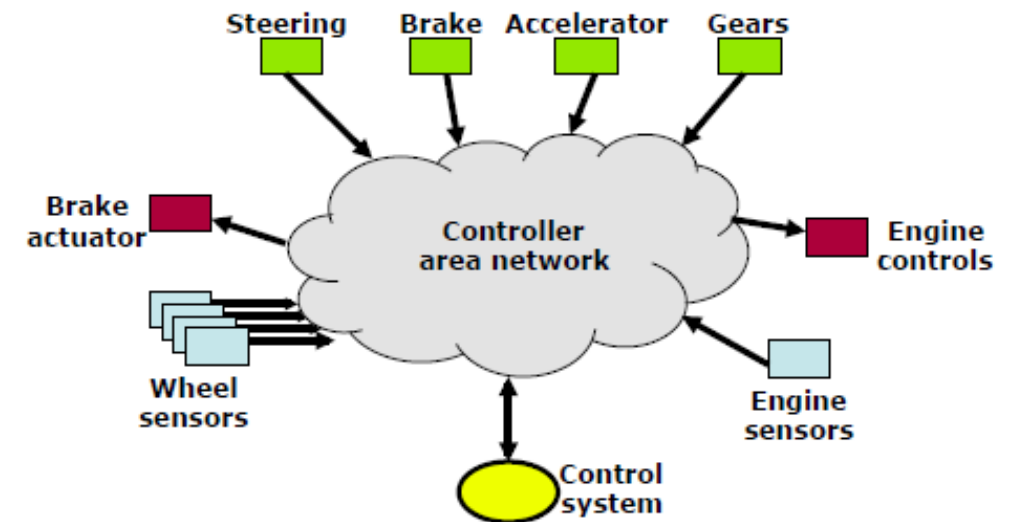 Steering
Brake
Accelerator
Gears
Brake
actuator
Controller
area network
Engine
controls
Wheel
sensors
Engine
sensors
Control
system